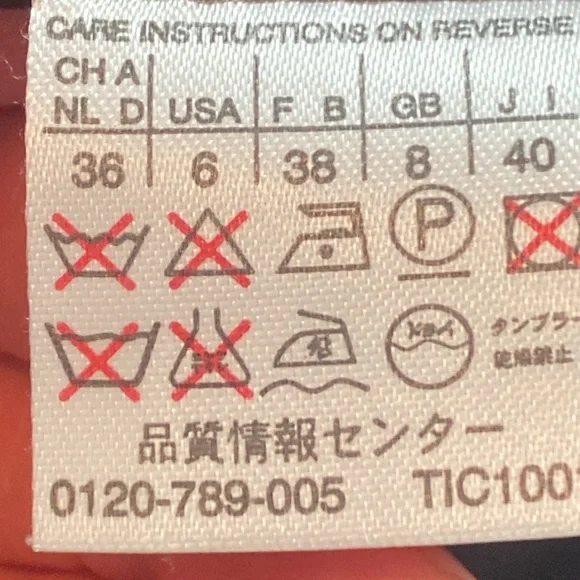 CARE INSTRUCTIONS ON REVERSE
CH A
NL D USA F B GB J I
36 6 38 8 40
P
タンブラー
乾燥禁止
品質情報センター
0120-789-005 TIC100